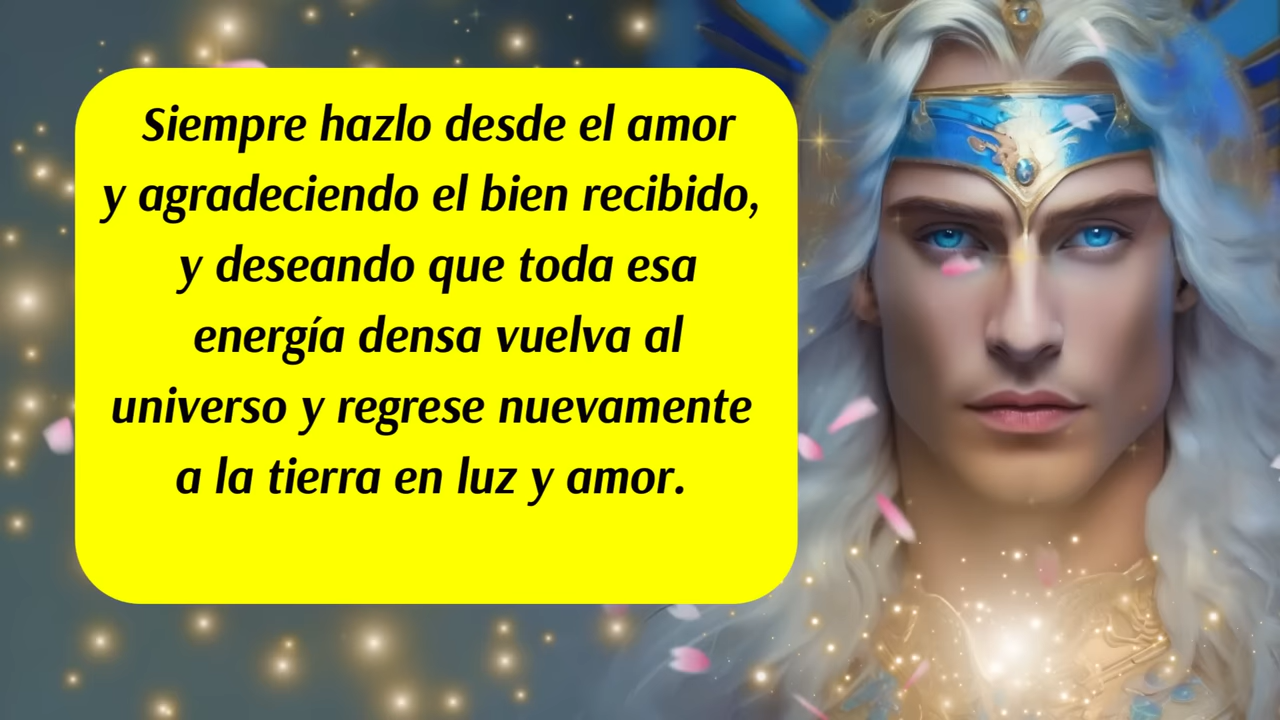 Siempre hazlo desde el amor
y agradeciendo el bien recibido,
y deseando que toda esa
energía densa vuelva al
universo y regrese nuevamente
a la tierra en luz y amor.